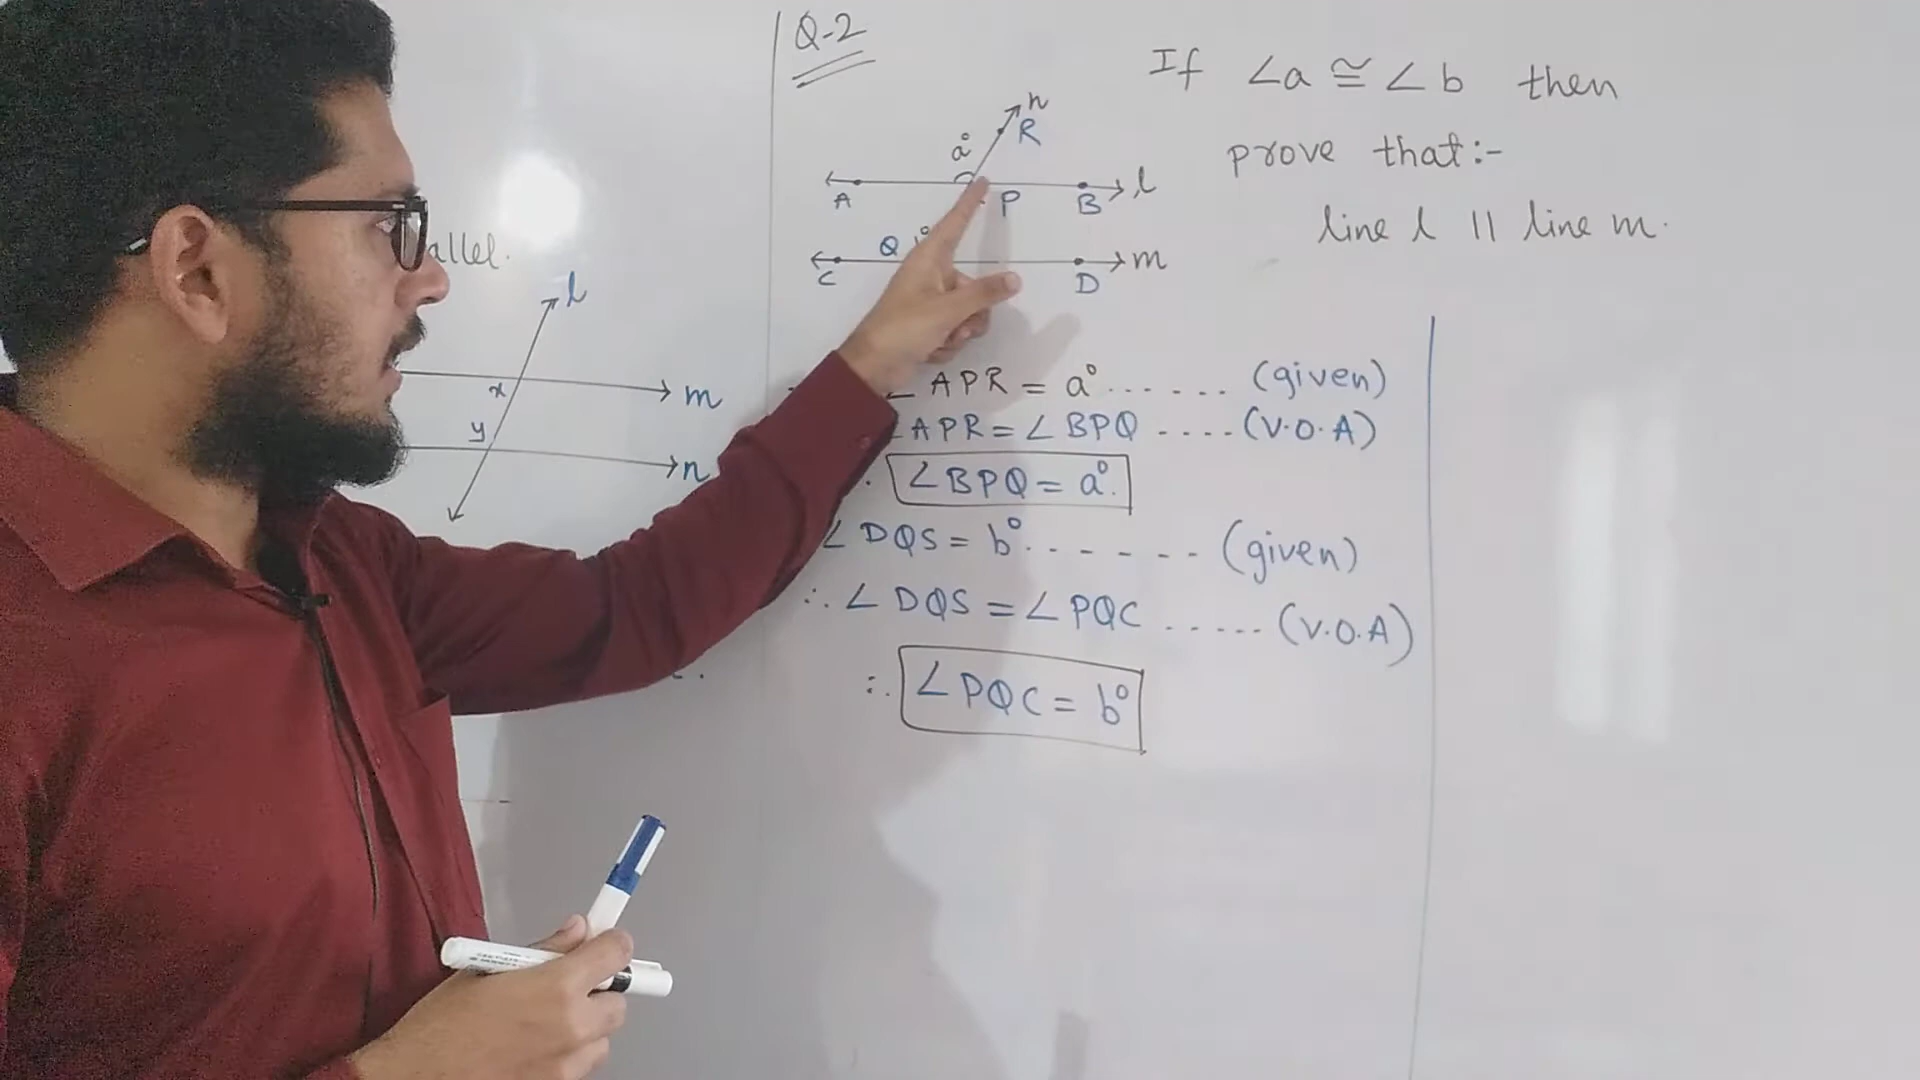 allel.
l
x
m
y
n
Q-2
n
R
a°
A
P
B
l
Q
C
D
m
If ∠a ≅ ∠b then
prove that:-
line l || line m.
∠APR = a° ...... (given)
∠APR = ∠BPQ .... (V.O.A)
∠BPQ = a°.
∠DQS = b° ...... (given)
∴ ∠DQS = ∠PQC ..... (V.O.A)
∴ ∠PQC = b°